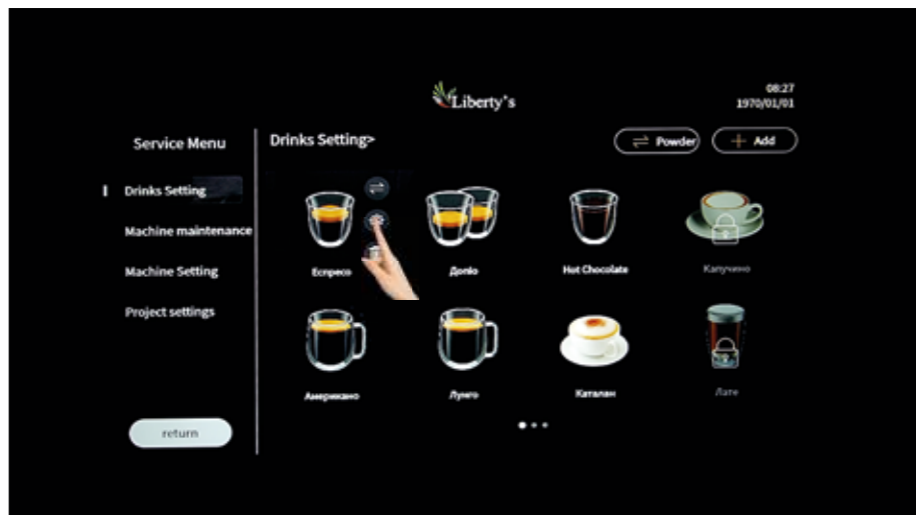 Liberty's
08:27
1970/01/01
Service Menu
Drinks Setting>
Powder
Add
Drinks Setting
Machine maintenance
Machine Setting
Project settings
Еспресо
Допіо
Hot Chocolate
Капучино
Американо
Лунго
Каталан
Лате
return